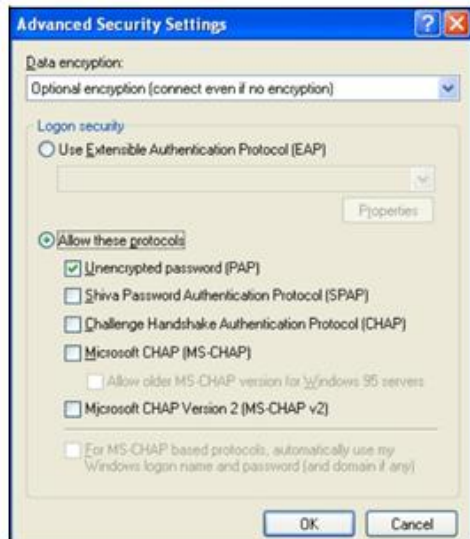 Advanced Security Settings
Data encryption:
Optional encryption (connect even if no encryption)
Logon security
Use Extensible Authentication Protocol (EAP)
Properties
Allow these protocols
Unencrypted password (PAP)
Shiva Password Authentication Protocol (SPAP)
Challenge Handshake Authentication Protocol (CHAP)
Microsoft CHAP (MS-CHAP)
Allow older MS-CHAP version for Windows 95 servers
Microsoft CHAP Version 2 (MS-CHAP v2)
For MS-CHAP based protocols, automatically use my
Windows logon name and password (and domain if any)
OK Cancel